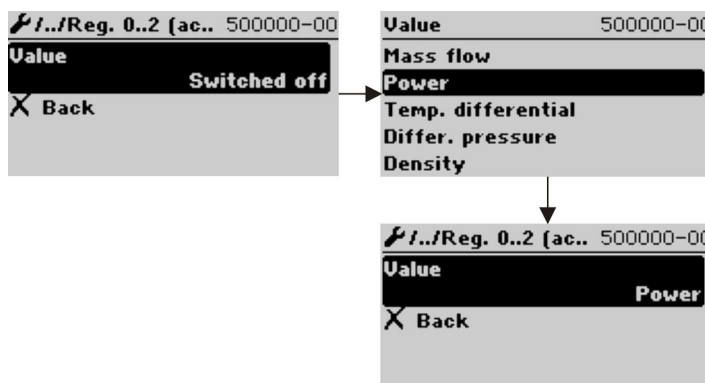 /../Reg. 0..2 (ac.. 500000-00
Value
Switched off
X Back
Value 500000-00
Mass flow
Power
Temp. differential
Differ. pressure
Density
/../Reg. 0..2 (ac.. 500000-00
Value
Power
X Back